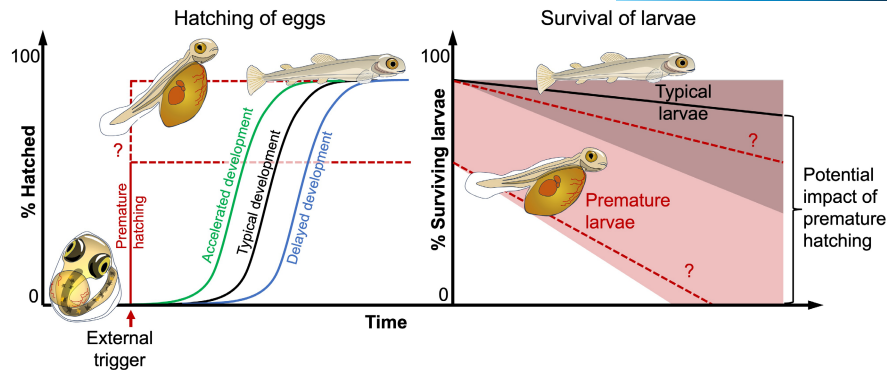 Hatching of eggs
100
% Hatched
0
?
Premature
hatching
Accelerated development
Typical development
Delayed development
External
trigger
Time
Survival of larvae
100
% Surviving larvae
0
Typical
larvae
?
Premature
larvae
?
Potential
impact of
premature
hatching